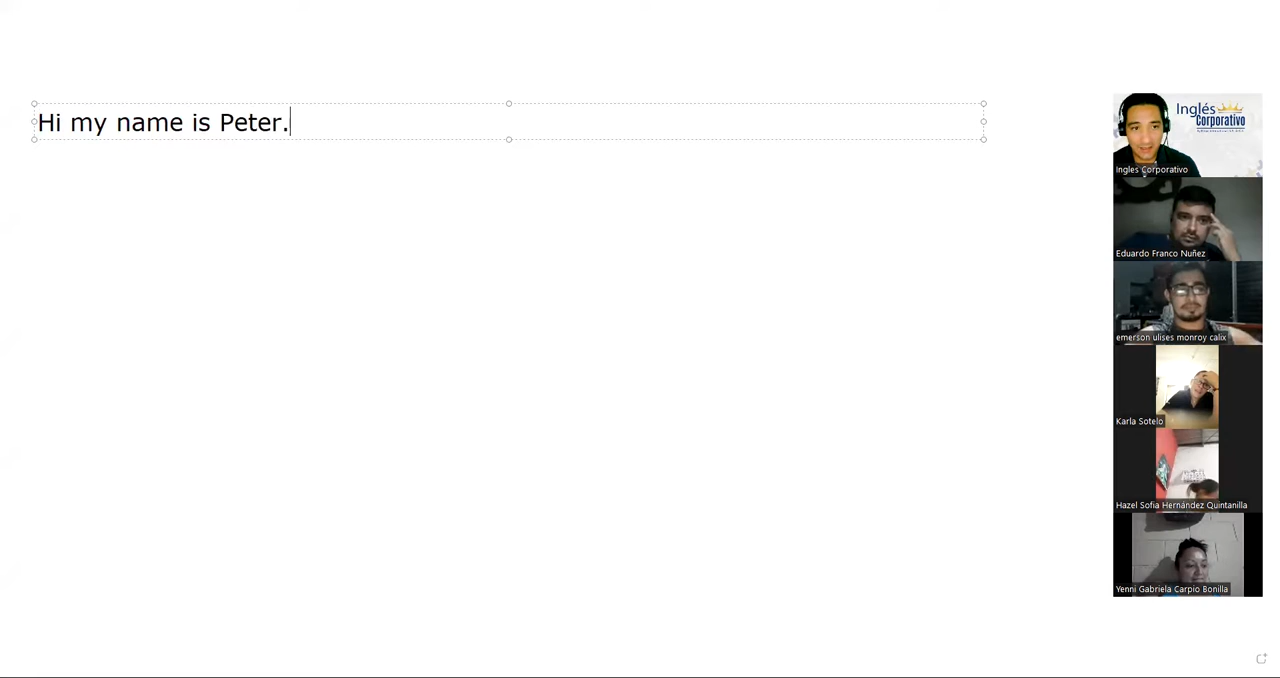 Hi my name is Peter.
Inglés
Corporativo
Ingles Corporativo
Eduardo Franco Nuñez
emerson ulises monroy calix
Karla Sotelo
Hazel Sofia Hernández Quintanilla
Yenni Gabriela Carpio Bonilla